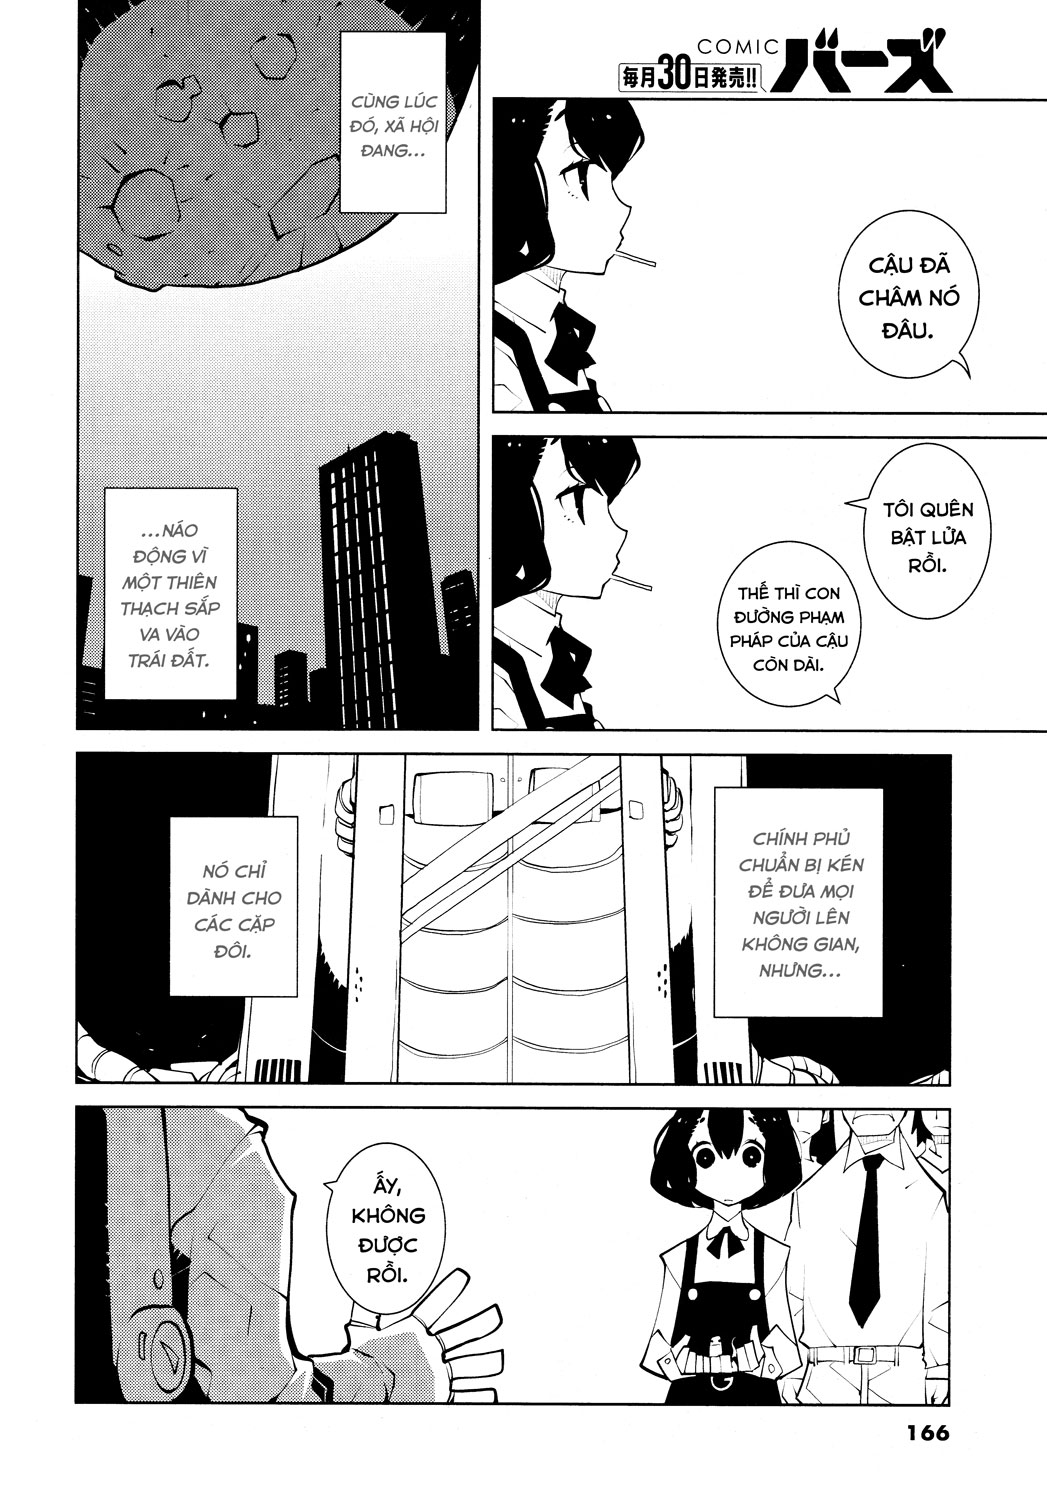 COMIC バーズ
毎月30日発売!!
CẬU ĐÃ
CHÂM NÓ
ĐÂU.
TÔI QUÊN
BẬT LỬA
RỒI.
THẾ THÌ CON
ĐƯỜNG PHẠM
PHÁP CỦA CẬU
CÒN DÀI.
CÙNG LÚC
ĐÓ, XÃ HỘI
ĐANG...
...NÁO
ĐỘNG VÌ
MỘT THIÊN
THẠCH SẮP
VA VÀO
TRÁI ĐẤT.
CHÍNH PHỦ
CHUẨN BỊ KÉN
ĐỂ ĐƯA MỌI
NGƯỜI LÊN
KHÔNG GIAN,
NHƯNG...
NÓ CHỈ
DÀNH CHO
CÁC CẶP
ĐÔI.
ẤY,
KHÔNG
ĐƯỢC
RỒI.
166